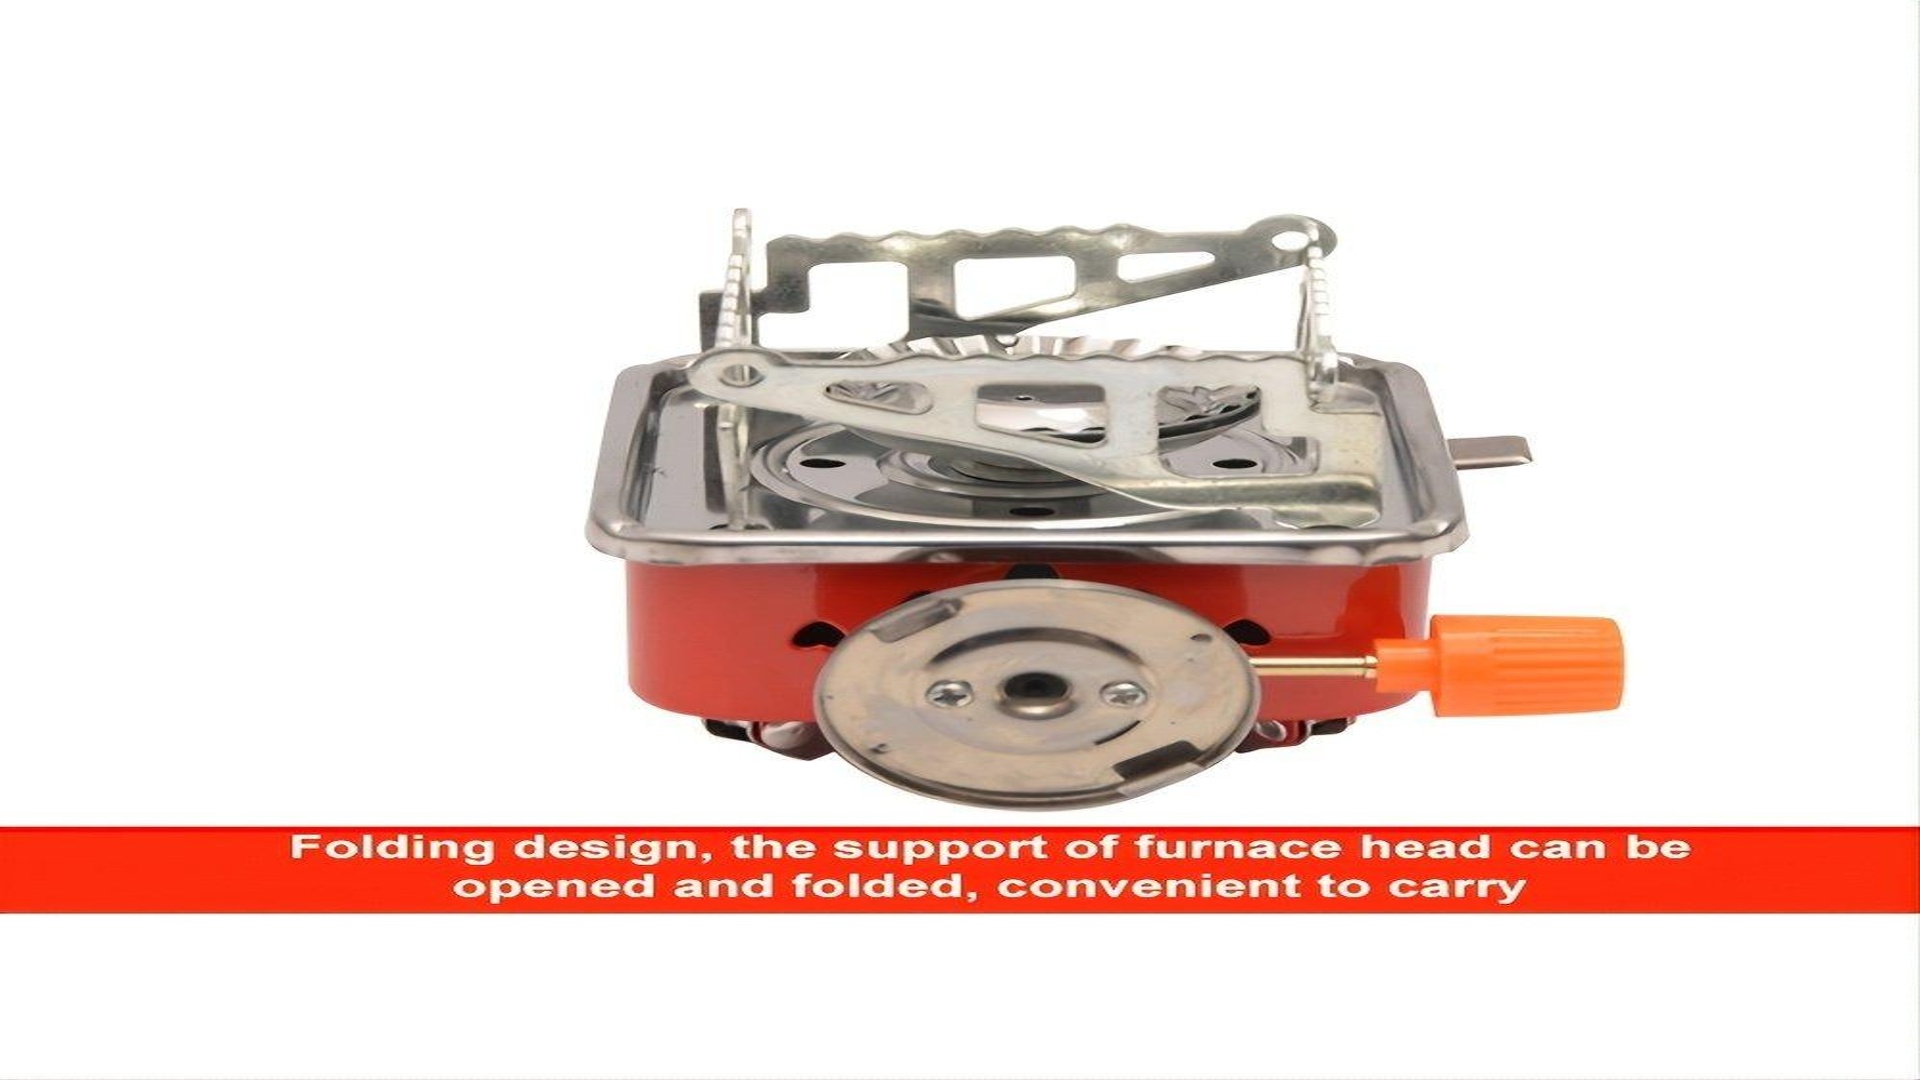 Folding design, the support of furnace head can be
opened and folded, convenient to carry